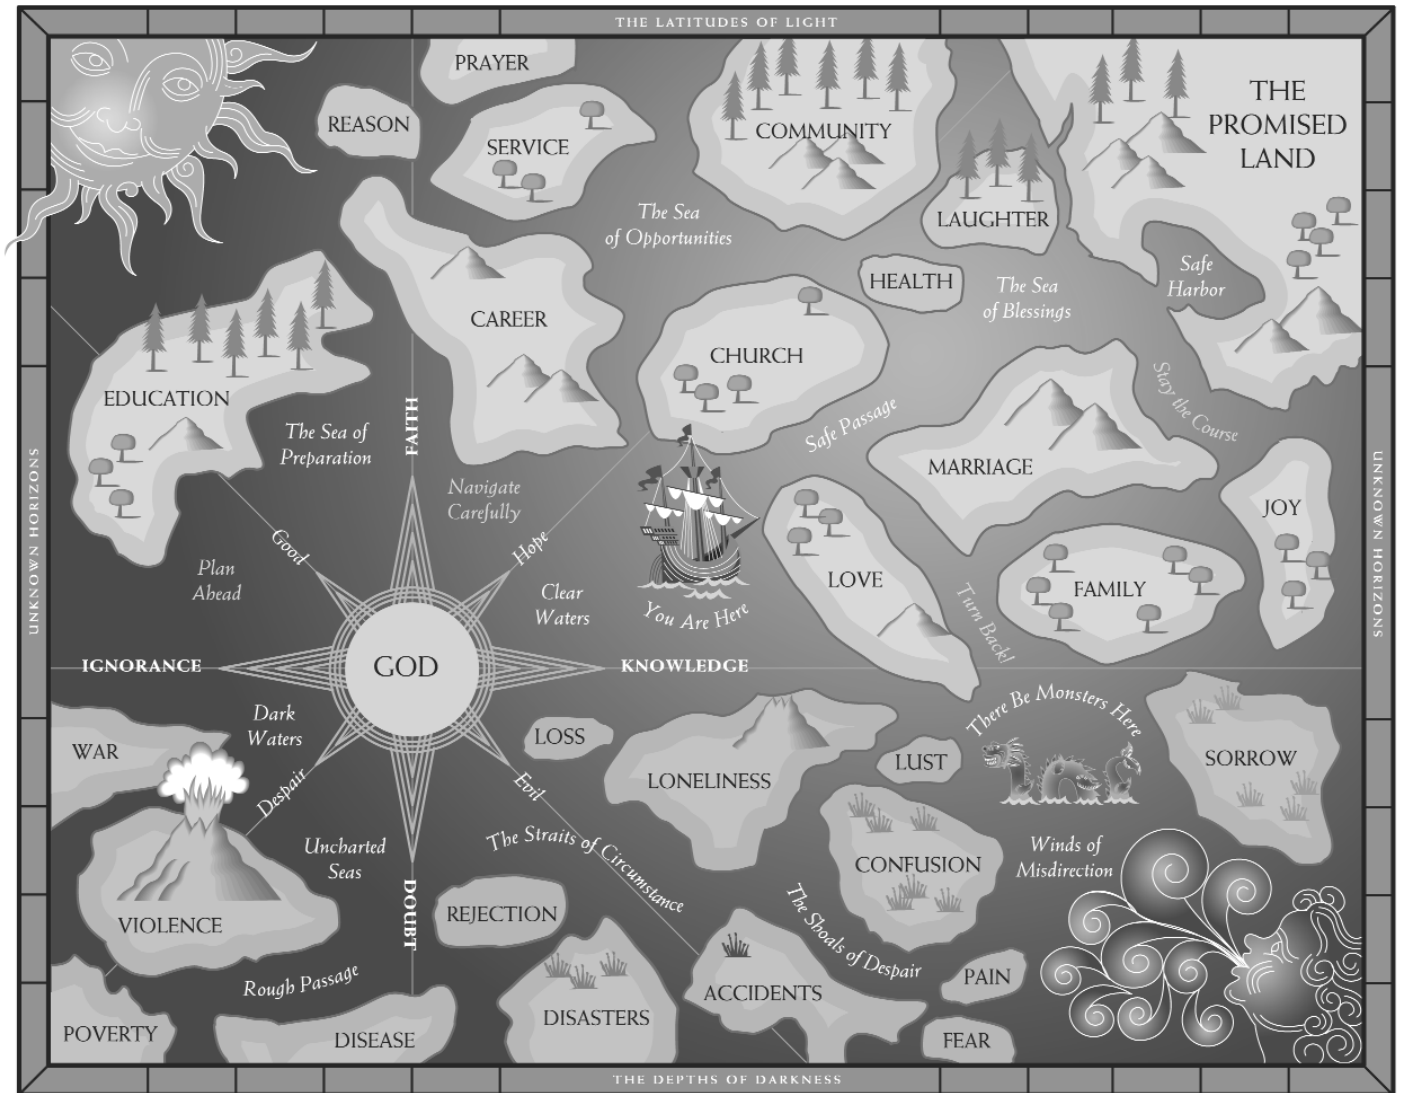 THE LATITUDES OF LIGHT
PRAYER
REASON
SERVICE
COMMUNITY
THE
PROMISED
LAND
LAUGHTER
The Sea
of Opportunities
HEALTH
The Sea
of Blessings
Safe
Harbor
CAREER
CHURCH
EDUCATION
The Sea of
Preparation
FAITH
Safe Passage
Stay the Course
MARRIAGE
Navigate
Carefully
JOY
UNKNOWN HORIZONS
UNKNOWN HORIZONS
Good
Hope
Plan
Ahead
Clear
Waters
You Are Here
LOVE
Turn Back!
FAMILY
IGNORANCE
GOD
KNOWLEDGE
Dark
Waters
WAR
LOSS
LONELINESS
LUST
There Be Monsters Here
SORROW
Despair
Evil
Uncharted
Seas
The Straits of Circumstance
CONFUSION
Winds of
Misdirection
VIOLENCE
DOUBT
REJECTION
The Shoals of Despair
Rough Passage
PAIN
ACCIDENTS
DISASTERS
POVERTY
DISEASE
FEAR
THE DEPTHS OF DARKNESS